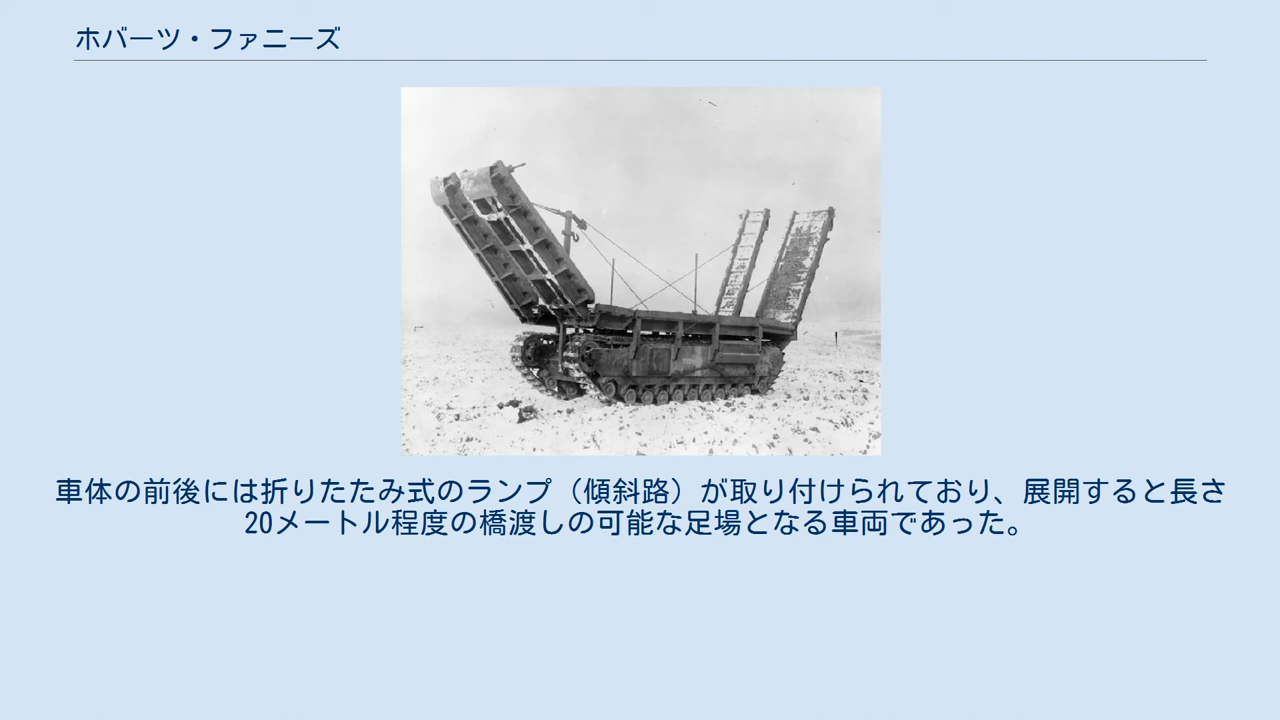 ホバーツ・ファニーズ
車体の前後には折りたたみ式のランプ（傾斜路）が取り付けられており、展開すると長さ
20メートル程度の橋渡しの可能な足場となる車両であった。